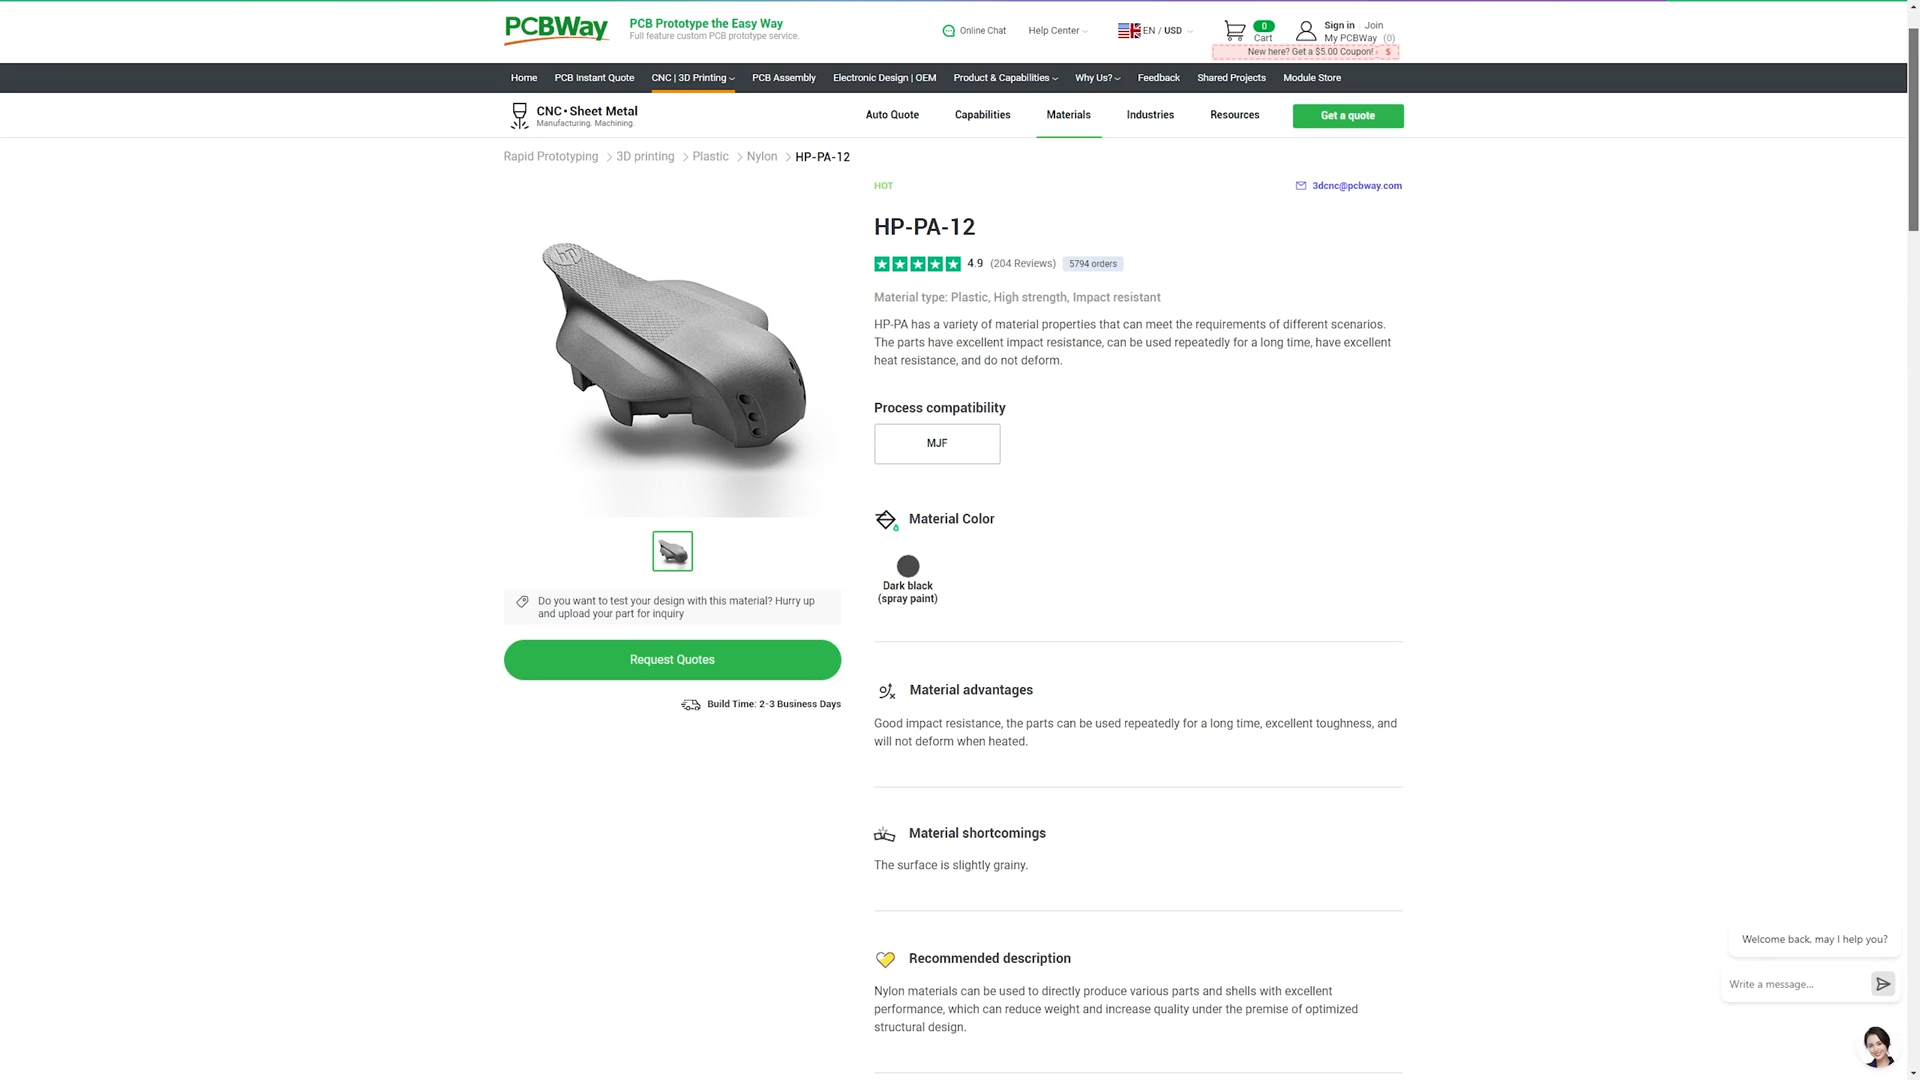 PCBWay
PCB Prototype the Easy Way
Full feature custom PCB prototype service.
Online Chat
Help Center
EN / USD
0
Cart
Sign in
Join
My PCBWay (0)
New here? Get a $5.00 Coupon! $
Home
PCB Instant Quote
CNC | 3D Printing
PCB Assembly
Electronic Design | OEM
Product & Capabilities
Why Us?
Feedback
Shared Projects
Module Store
CNC•Sheet Metal
Manufacturing. Machining.
Auto Quote
Capabilities
Materials
Industries
Resources
Get a quote
Rapid Prototyping
3D printing
Plastic
Nylon
HP-PA-12
HOT
3dcnc@pcbway.com
HP-PA-12
4.9 (204 Reviews) 5794 orders
Material type: Plastic, High strength, Impact resistant
HP-PA has a variety of material properties that can meet the requirements of different scenarios.
The parts have excellent impact resistance, can be used repeatedly for a long time, have excellent
heat resistance, and do not deform.
Process compatibility
MJF
Material Color
Dark black
(spray paint)
Do you want to test your design with this material? Hurry up
and upload your part for inquiry
Request Quotes
Build Time: 2-3 Business Days
Material advantages
Good impact resistance, the parts can be used repeatedly for a long time, excellent toughness, and
will not deform when heated.
Material shortcomings
The surface is slightly grainy.
Recommended description
Nylon materials can be used to directly produce various parts and shells with excellent
performance, which can reduce weight and increase quality under the premise of optimized
structural design.
Welcome back, may I help you?
Write a message...